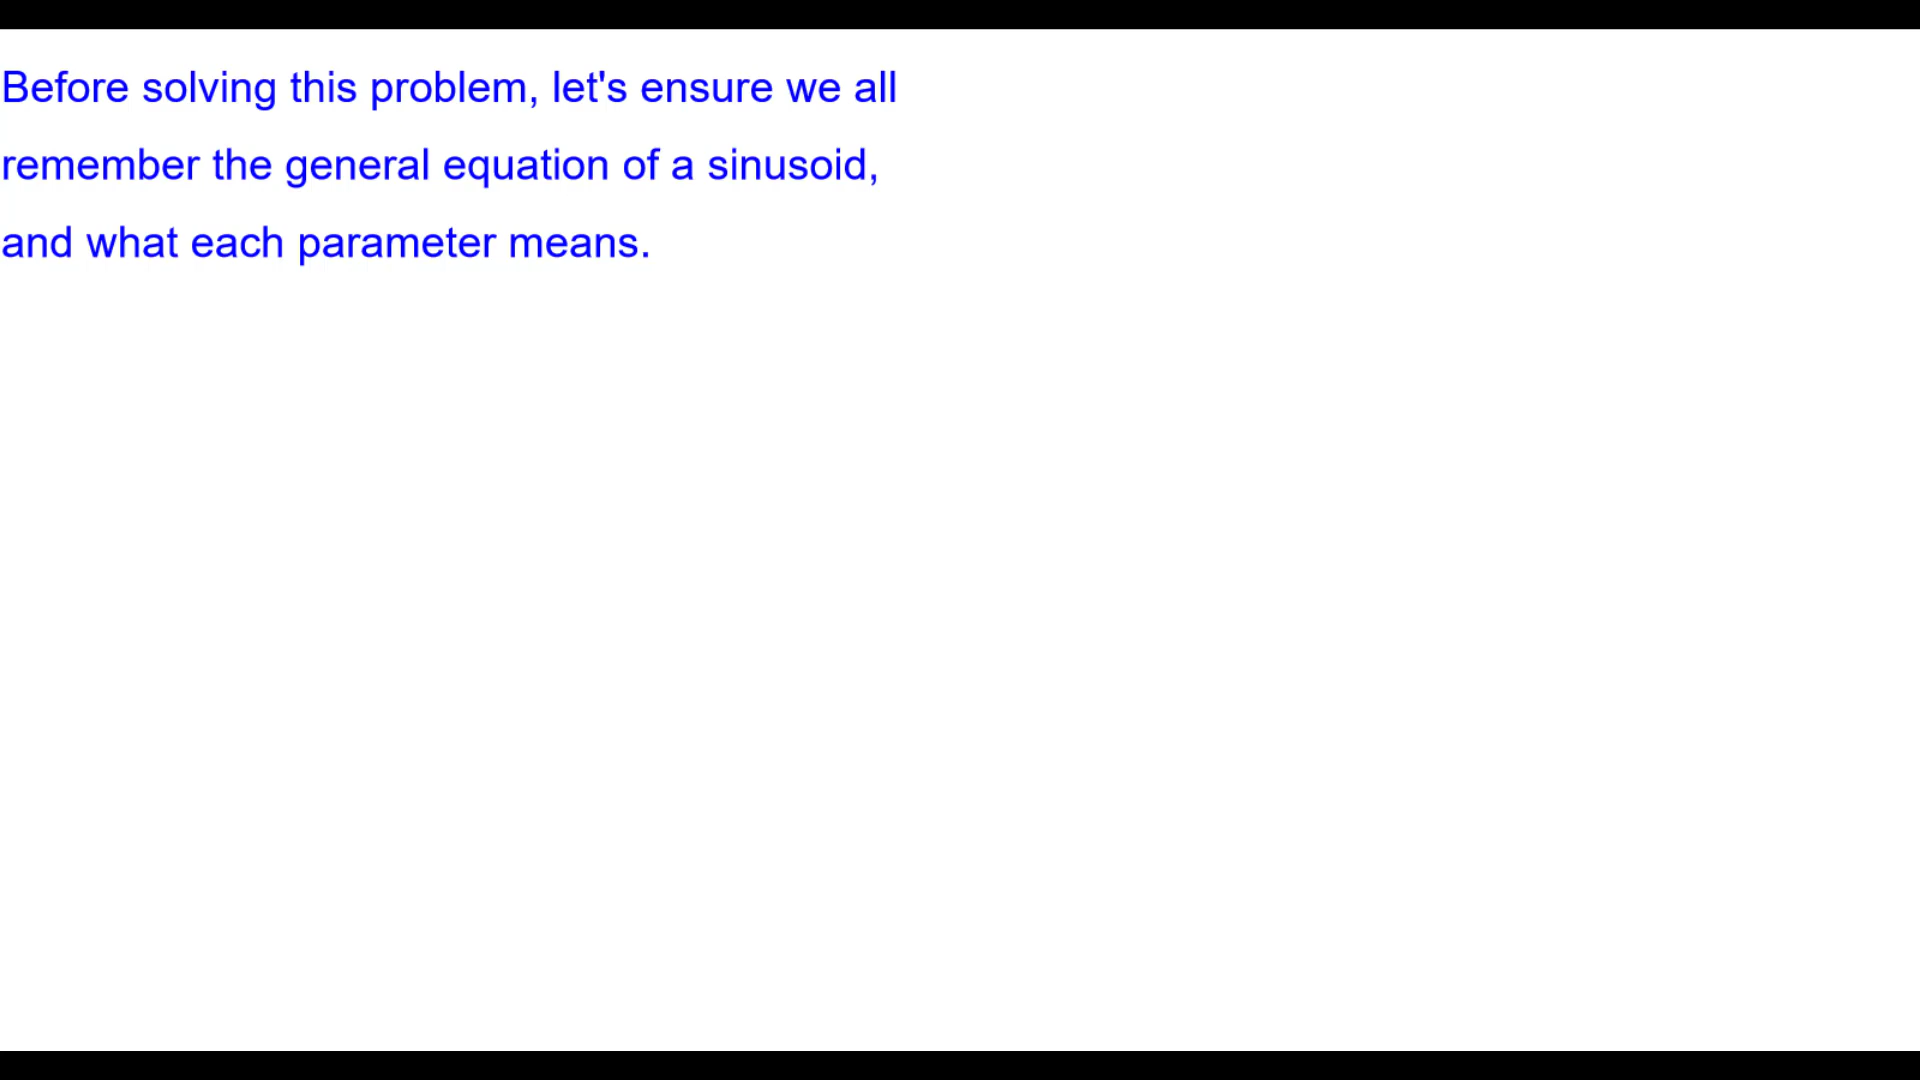 Before solving this problem, let's ensure we all
remember the general equation of a sinusoid,
and what each parameter means.